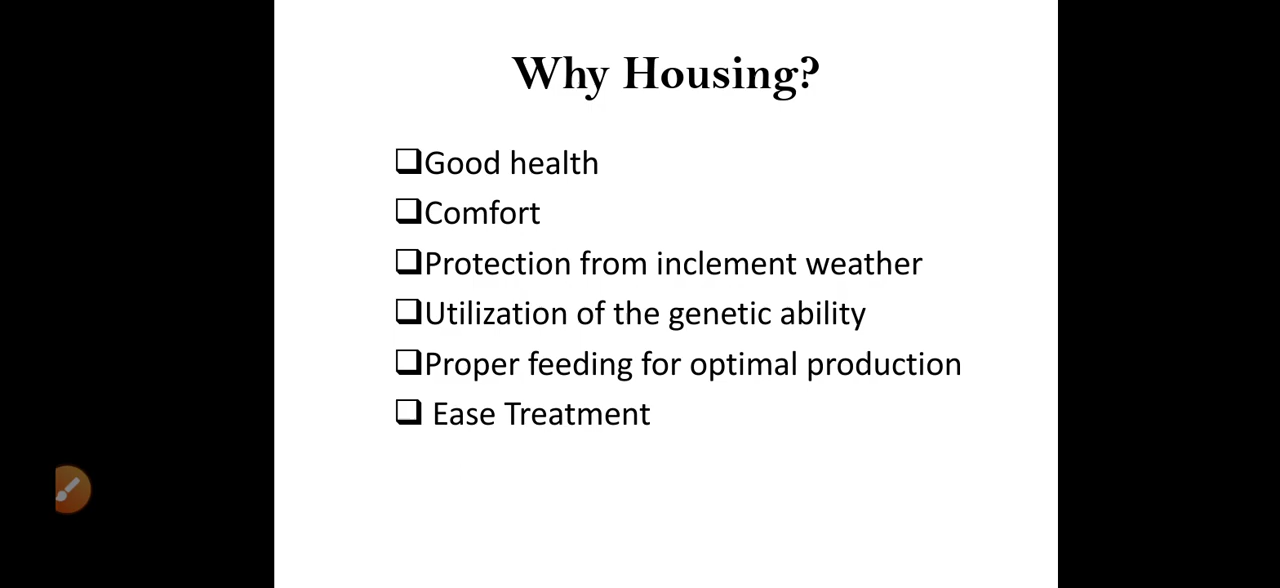 Why Housing?
❑Good health
❑Comfort
❑Protection from inclement weather
❑Utilization of the genetic ability
❑Proper feeding for optimal production
❑ Ease Treatment